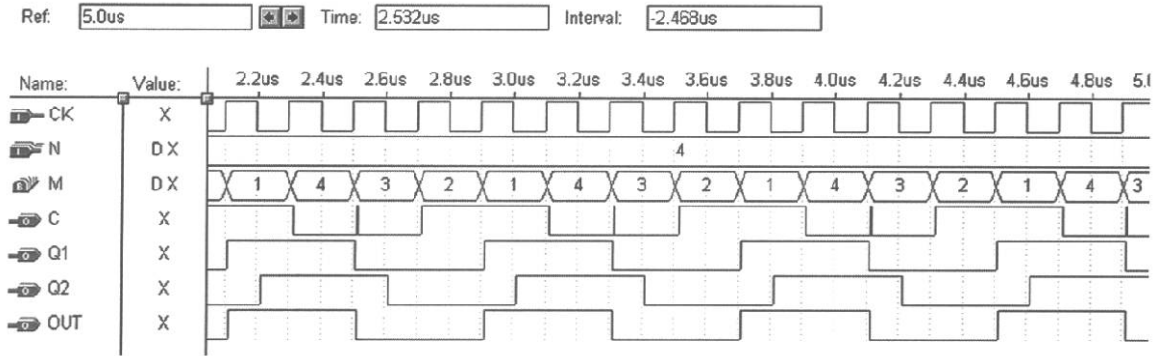 Ref: 5.0us Time: 2.532us Interval: -2.468us
Name: Value: 2.2us 2.4us 2.6us 2.8us 3.0us 3.2us 3.4us 3.6us 3.8us 4.0us 4.2us 4.4us 4.6us 4.8us 5.0
CK X
N D X 4
M D X 1 4 3 2 1 4 3 2 1 4 3 2 1 4 3
C X
Q1 X
Q2 X
OUT X